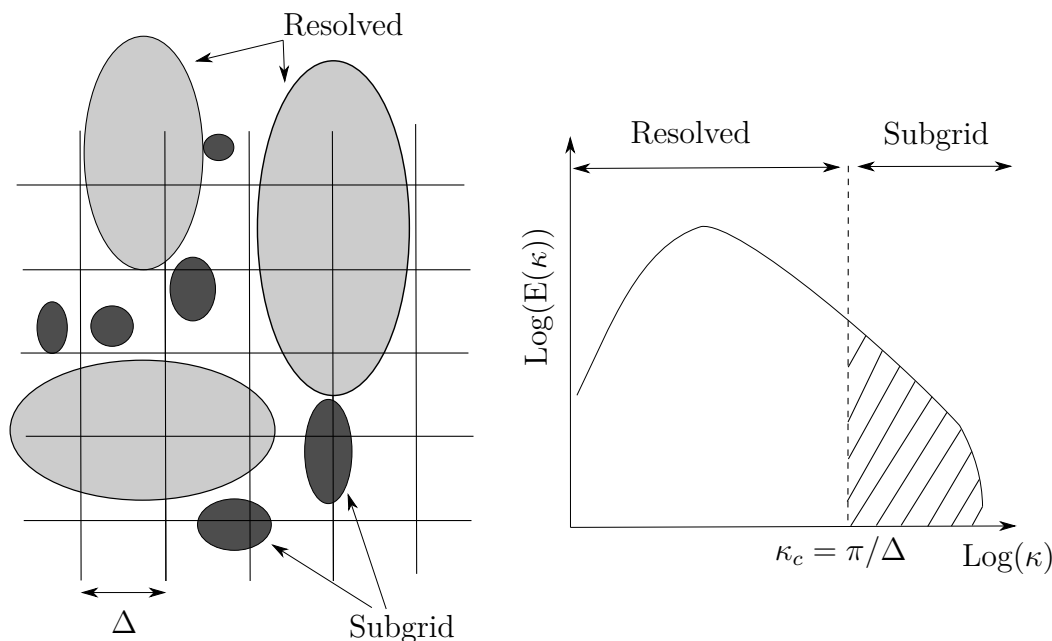 Resolved
Δ
Subgrid
Resolved
Subgrid
Log(E(κ))
κ_c = π/Δ
Log(κ)